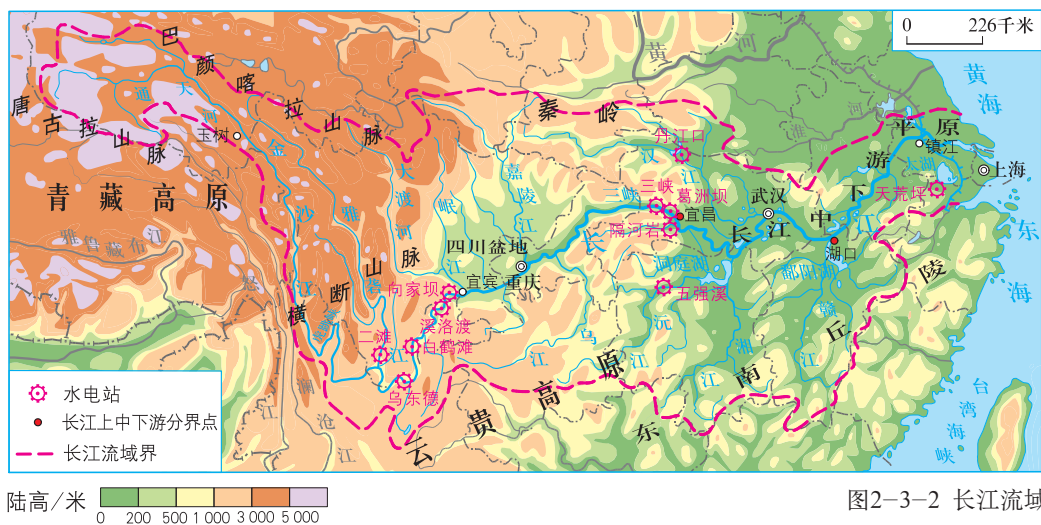 0 226千米
黄河
黄海
巴颜喀拉山脉
通天河
唐古拉山脉
玉树
秦岭
丹江口
汉江
淮河
长江中下游平原
镇江
太湖
上海
天荒坪
金沙江
雅砻江
大渡河
岷江
嘉陵江
三峡
三峡
葛洲坝
宜昌
隔河岩
武汉
青藏高原
雅鲁藏布江
怒江
四川盆地
长江
洞庭湖
湖口
鄱阳湖
东海
横断山脉
向家坝
宜宾
重庆
五强溪
溪洛渡
白鹤滩
二滩
乌东德
乌江
沅江
湘江
赣江
澜沧江
云贵高原
东南丘陵
台湾海峡
水电站
长江上中下游分界点
长江流域界
陆高/米
0 200 500 1 000 3 000 5 000
图2-3-2 长江流域